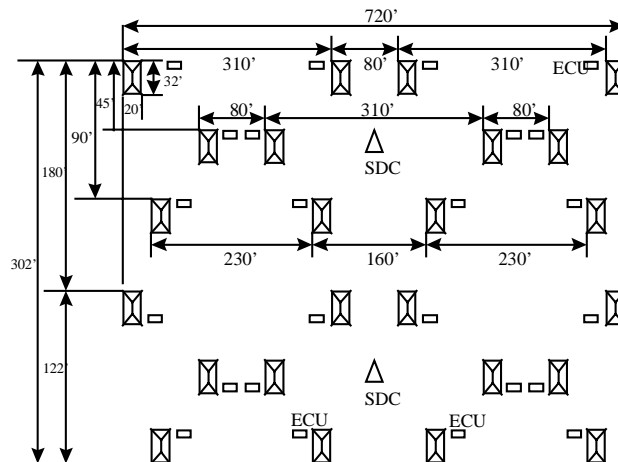 720'
310' 80' 310' ECU
45' 32'
20'
90' 80' 310' 80'
180' SDC
302' 230' 160' 230'
122' SDC
ECU ECU